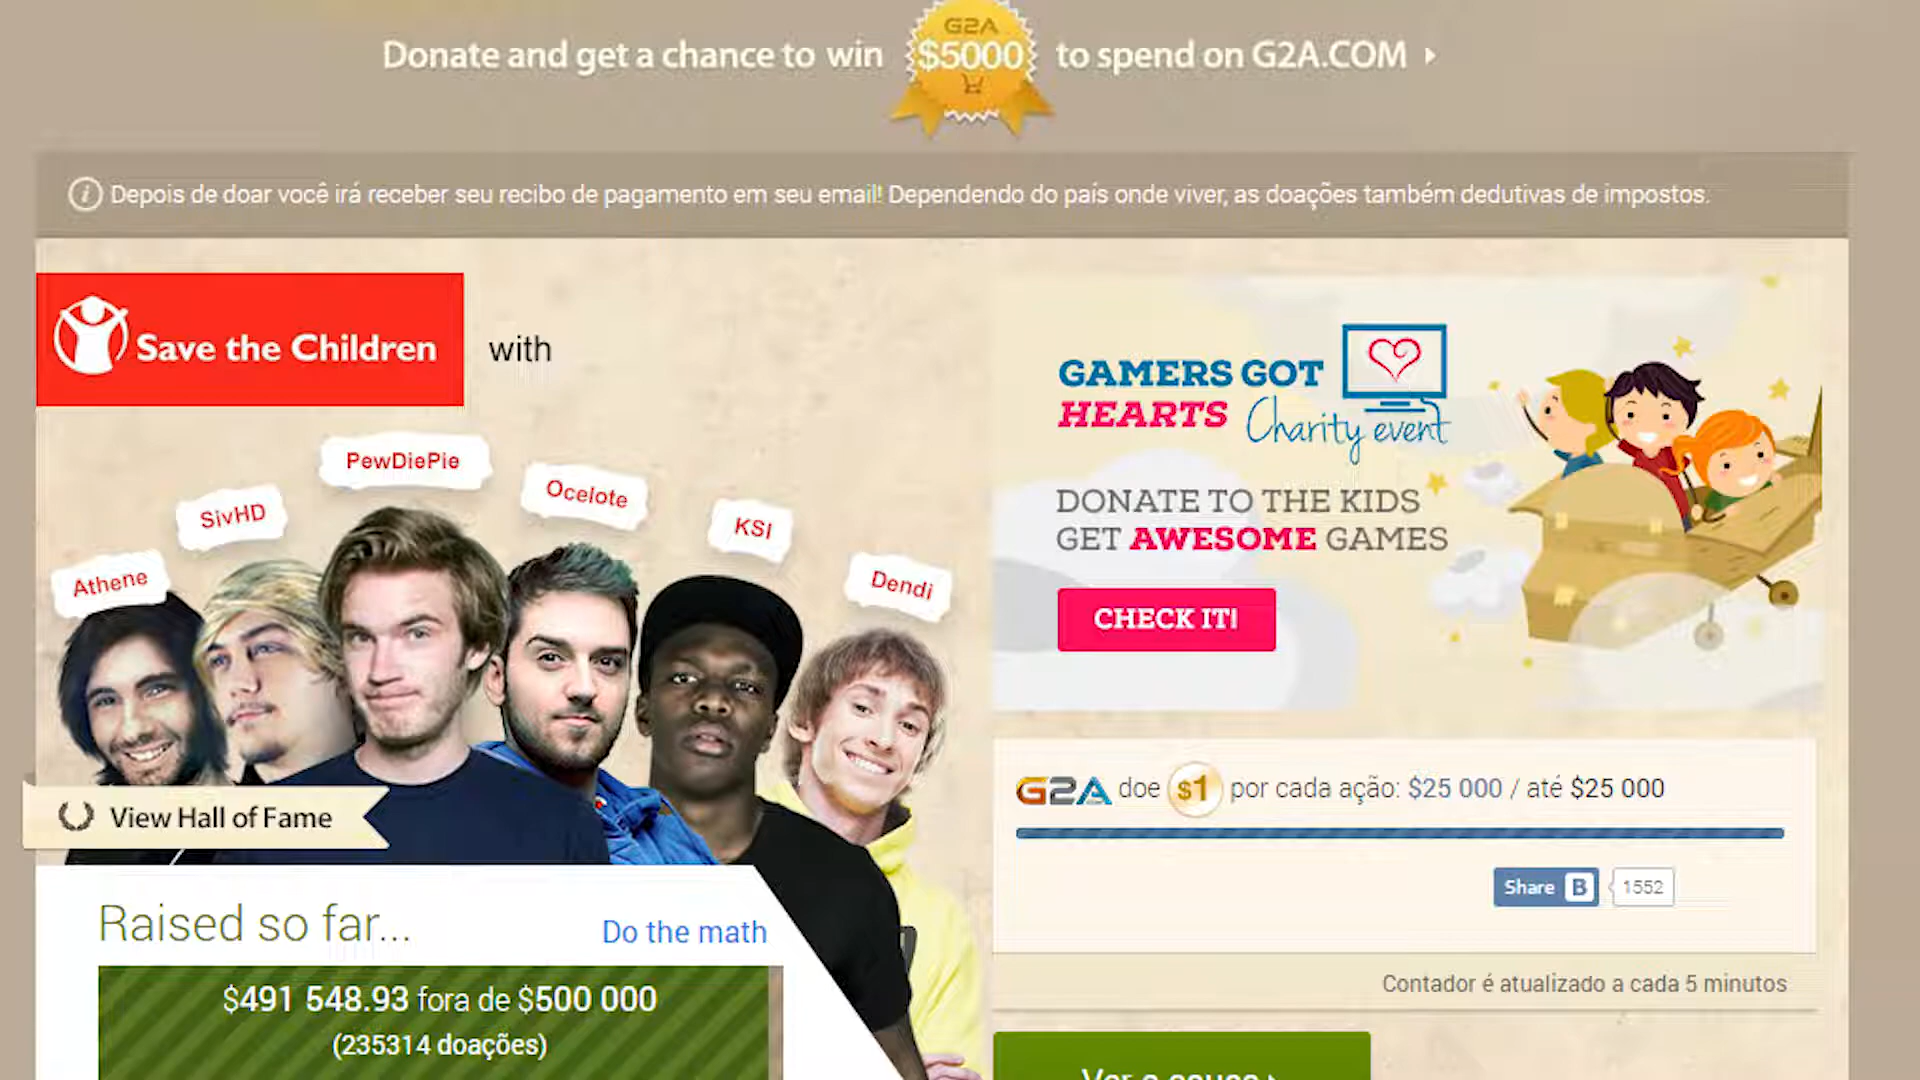 Donate and get a chance to win G2A $5000 to spend on G2A.COM
Depois de doar você irá receber seu recibo de pagamento em seu email! Dependendo do país onde viver, as doações também dedutivas de impostos.
Save the Children with
Athene
SivHD
PewDiePie
Ocelote
KSI
Dendi
View Hall of Fame
Raised so far...
Do the math
$491 548.93 fora de $500 000
(235314 doações)
GAMERS GOT
HEARTS Charity event
DONATE TO THE KIDS
GET AWESOME GAMES
CHECK IT!
G2A doe $1 por cada ação: $25 000 / até $25 000
Share B 1552
Contador é atualizado a cada 5 minutos